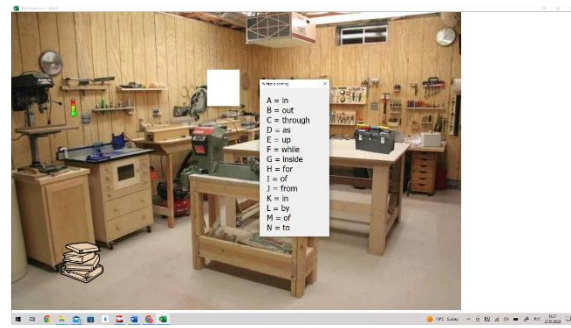 A = in
B = out
C = through
D = as
E = up
F = while
G = inside
H = for
I = of
J = from
K = in
L = by
M = of
N = to